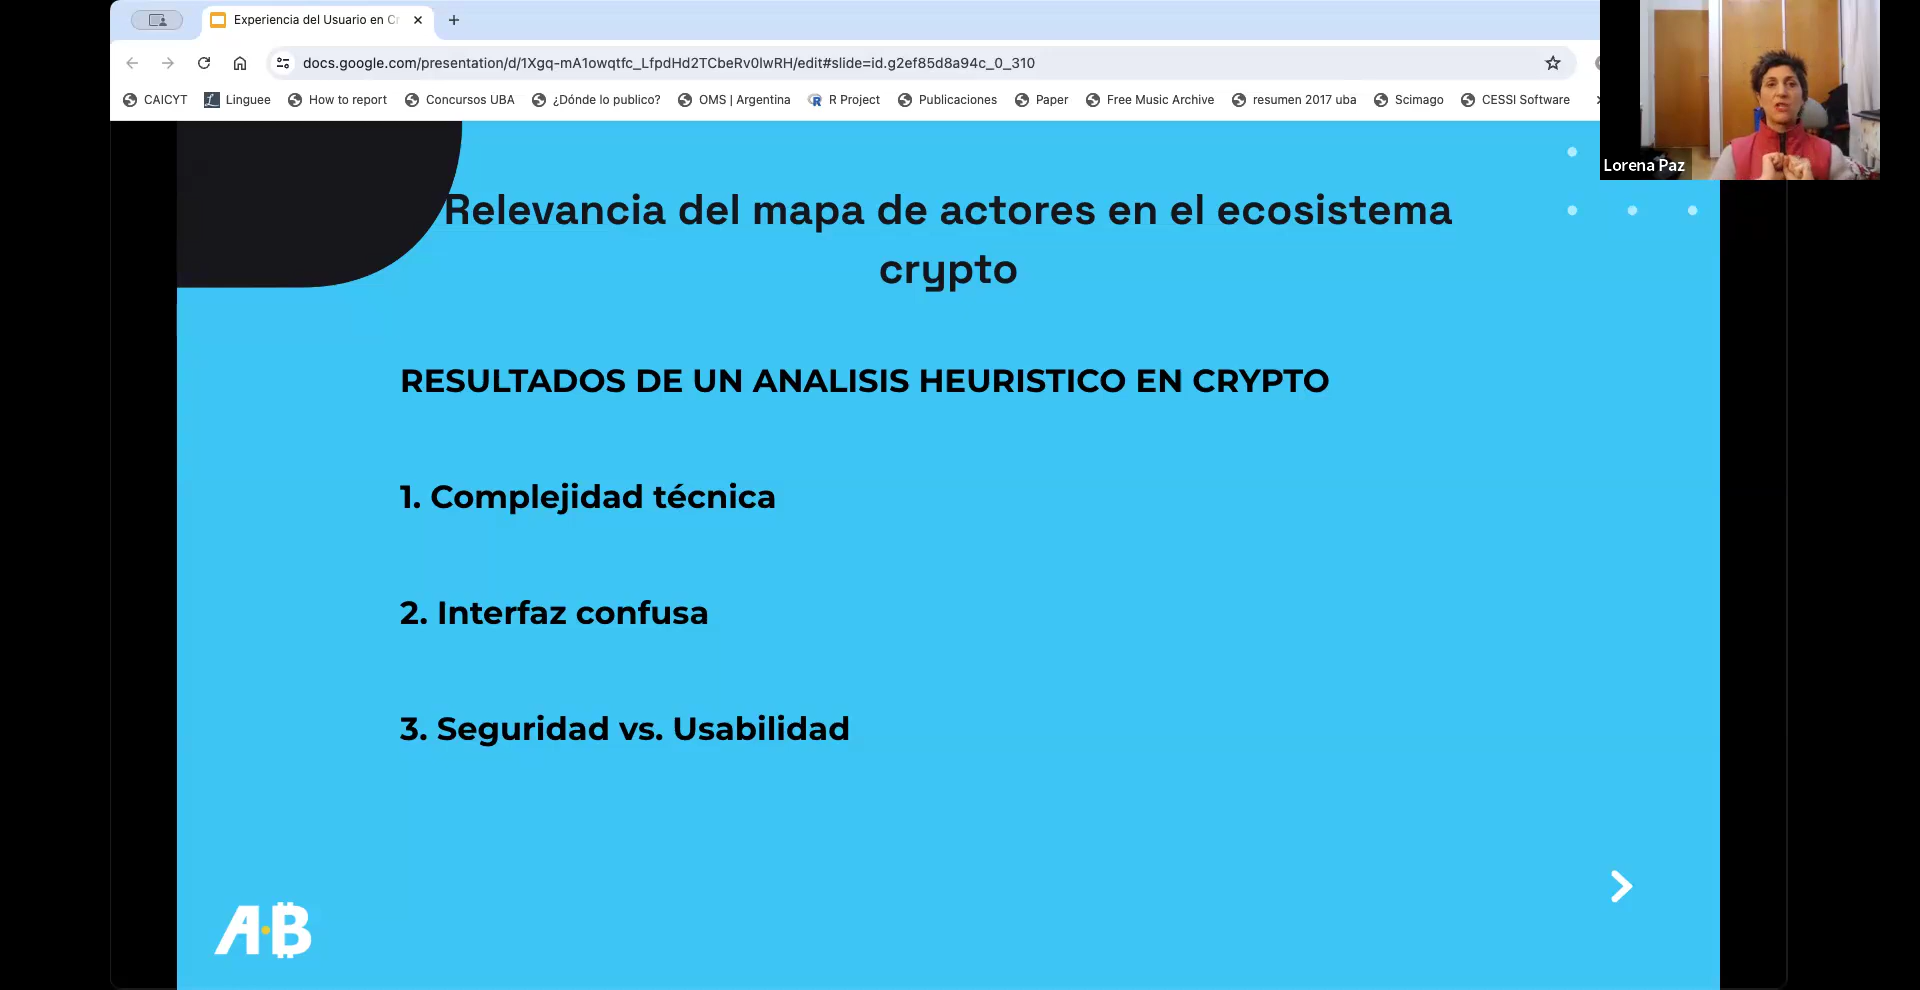 Experiencia del Usuario en Cr
docs.google.com/presentation/d/1Xgq-mA1owqtfc_LfpdHd2TCbeRv0lwRH/edit#slide=id.g2ef85d8a94c_0_310
CAICYT Linguee How to report Concursos UBA ¿Dónde lo publico? OMS | Argentina R Project Publicaciones Paper Free Music Archive resumen 2017 uba Scimago CESSI Software
Lorena Paz
Relevancia del mapa de actores en el ecosistema
crypto
RESULTADOS DE UN ANALISIS HEURISTICO EN CRYPTO
1. Complejidad técnica
2. Interfaz confusa
3. Seguridad vs. Usabilidad
A·B